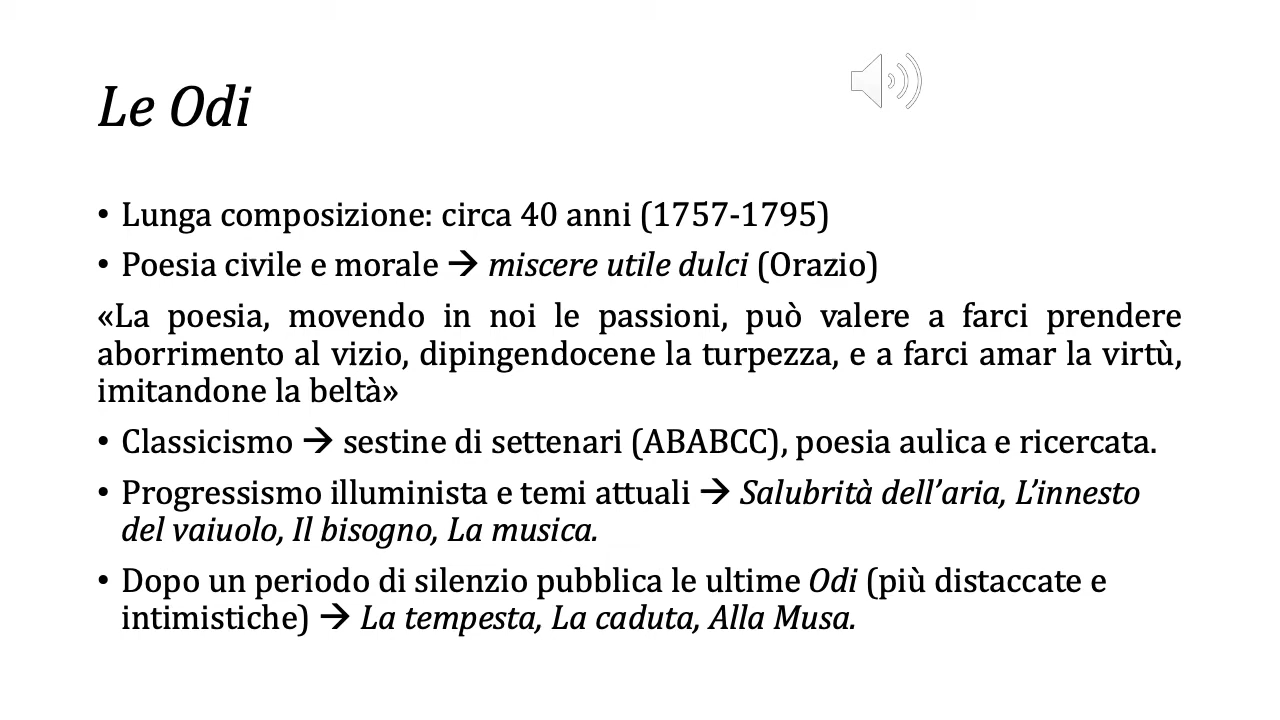 Le Odi
• Lunga composizione: circa 40 anni (1757-1795)
• Poesia civile e morale → miscere utile dulci (Orazio)
«La poesia, movendo in noi le passioni, può valere a farci prendere
aborrimento al vizio, dipingendocene la turpezza, e a farci amar la virtù,
imitandone la beltà»
• Classicismo → sestine di settenari (ABABCC), poesia aulica e ricercata.
• Progressismo illuminista e temi attuali → Salubrità dell’aria, L’innesto
del vaiuolo, Il bisogno, La musica.
• Dopo un periodo di silenzio pubblica le ultime Odi (più distaccate e
intimistiche) → La tempesta, La caduta, Alla Musa.